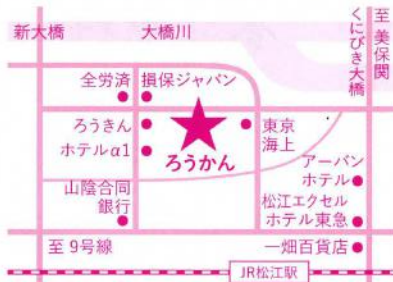 新大橋
大橋川
くにびき大橋
至 美保関
全労済
損保ジャパン
ろうきん
ホテルα1
ろうかん
東京
海上
アーバン
ホテル
山陰合同
銀行
松江エクセル
ホテル東急
至 9号線
一畑百貨店
JR松江駅